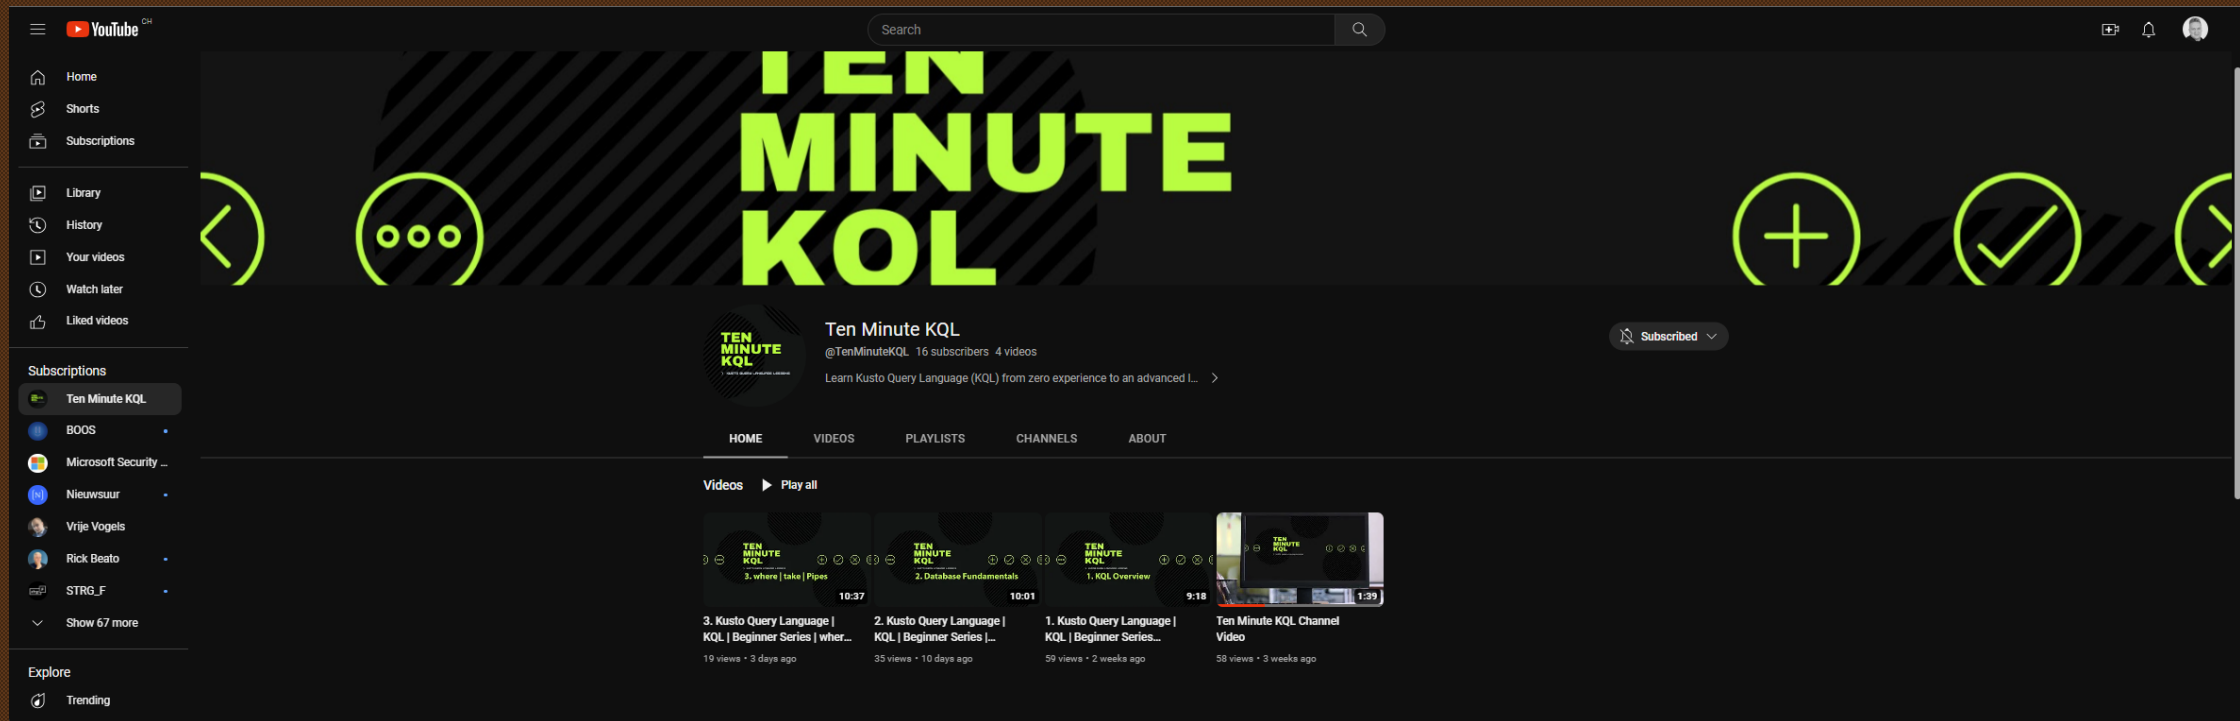 YouTube CH
Search
Home
Shorts
Subscriptions
Library
History
Your videos
Watch later
Liked videos
Subscriptions
Ten Minute KQL
BOOS
Microsoft Security ...
Nieuwsuur
Vrije Vogels
Rick Beato
STRG_F
Show 67 more
Explore
Trending
TEN
MINUTE
KQL
TEN
MINUTE
KQL
Ten Minute KQL
@TenMinuteKQL 16 subscribers 4 videos
Learn Kusto Query Language (KQL) from zero experience to an advanced l...
Subscribed
HOME VIDEOS PLAYLISTS CHANNELS ABOUT
Videos Play all
TEN
MINUTE
KQL
3. where | take | Pipes
10:37
3. Kusto Query Language |
KQL | Beginner Series | wher...
19 views • 3 days ago
TEN
MINUTE
KQL
2. Database Fundamentals
10:01
2. Kusto Query Language |
KQL | Beginner Series |...
35 views • 10 days ago
TEN
MINUTE
KQL
1. KQL Overview
9:18
1. Kusto Query Language |
KQL | Beginner Series...
59 views • 2 weeks ago
TEN
MINUTE
KQL
1:39
Ten Minute KQL Channel
Video
58 views • 3 weeks ago